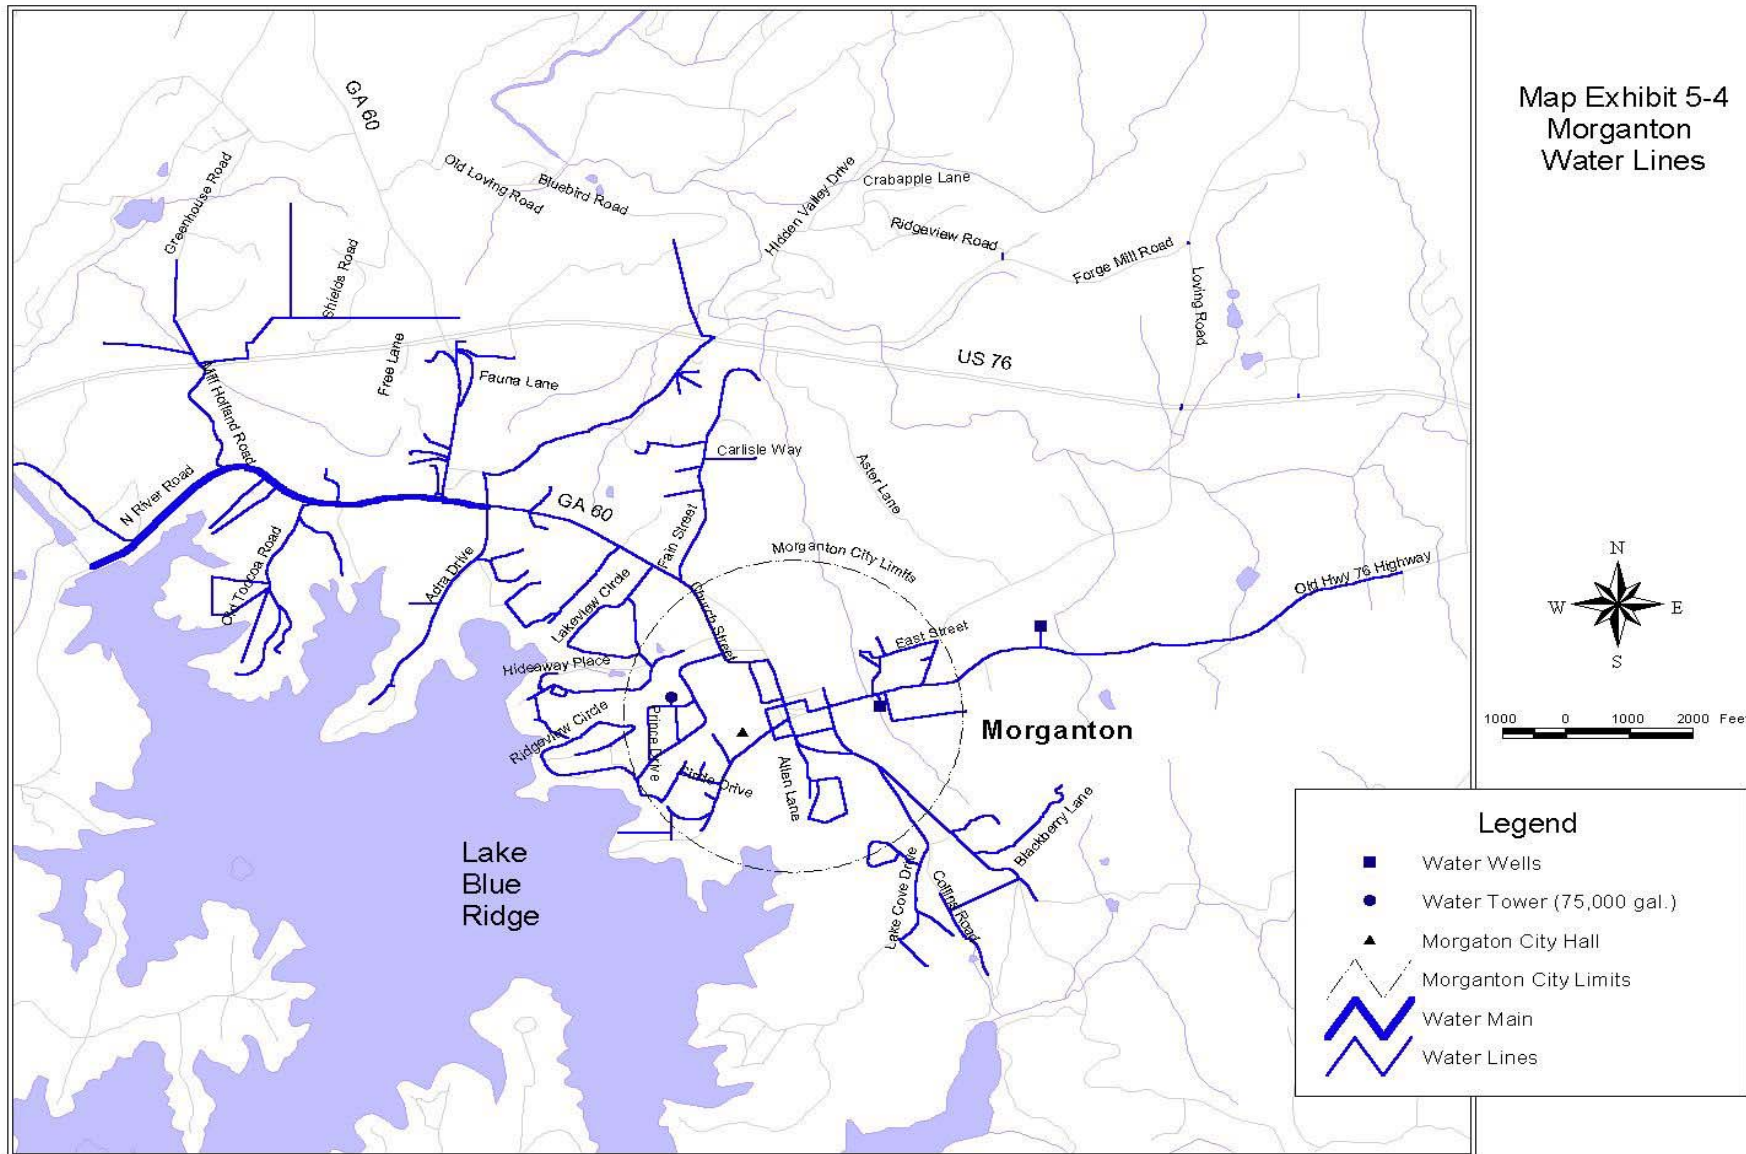 Map Exhibit 5-4
Morganton
Water Lines
GA 60
Greenhouse Road
Old Loving Road
Bluebird Road
Hidden Valley Drive
Crabapple Lane
Ridgeview Road
Forge Mill Road
Loving Road
Shields Road
Free Lane
Fauna Lane
US 76
Mill Holland Road
N River Road
Carlisle Way
Aster Lane
GA 60
Fain Street
Morganton City Limits
Old Hwy 76 Highway
Old Toccoa Road
Adra Drive
Lakeview Circle
Church Street
East Street
Hideaway Place
Ridgeview Circle
Prince Drive
Circle Drive
Allen Lane
Morganton
Blackberry Lane
Lake Cove Drive
Collins Road
Lake
Blue
Ridge
N
W E
S
1000 0 1000 2000 Feet
Legend
Water Wells
Water Tower (75,000 gal.)
Morgaton City Hall
Morganton City Limits
Water Main
Water Lines